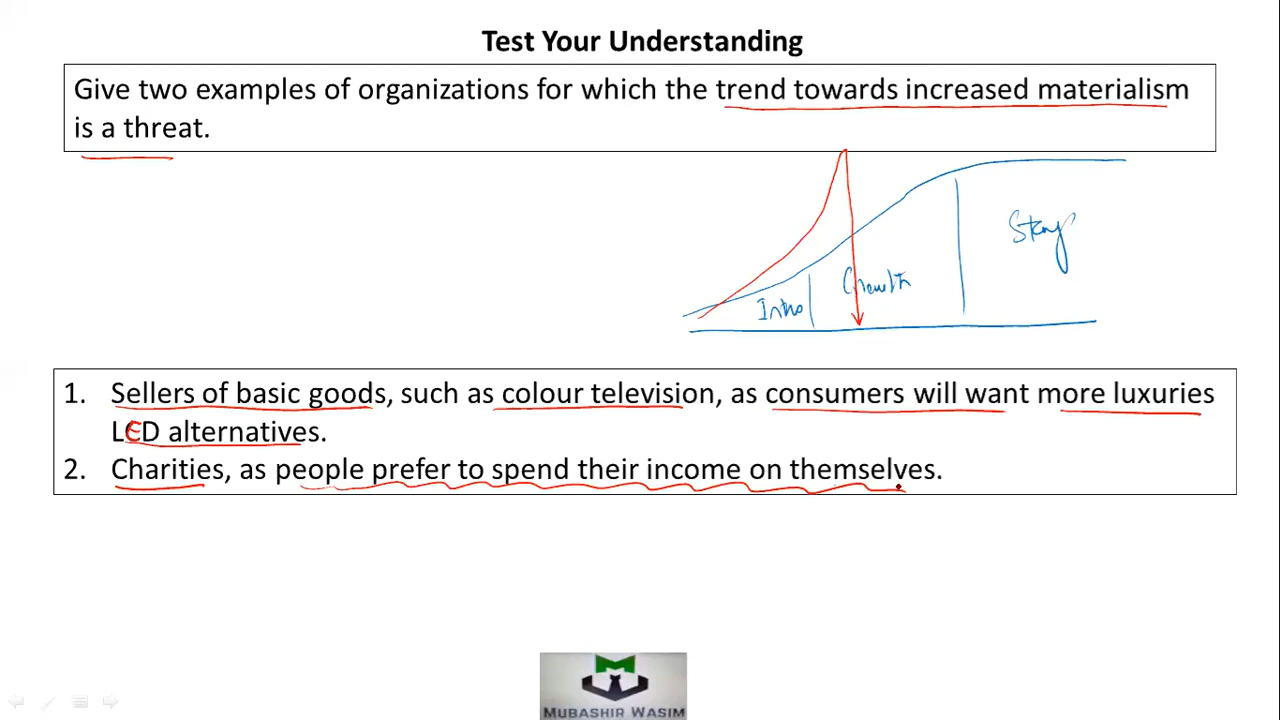 Test Your Understanding
Give two examples of organizations for which the trend towards increased materialism
is a threat.
Intro
Growth
1. Sellers of basic goods, such as colour television, as consumers will want more luxuries
LED alternatives.
2. Charities, as people prefer to spend their income on themselves.
MUBASHIR WASIM